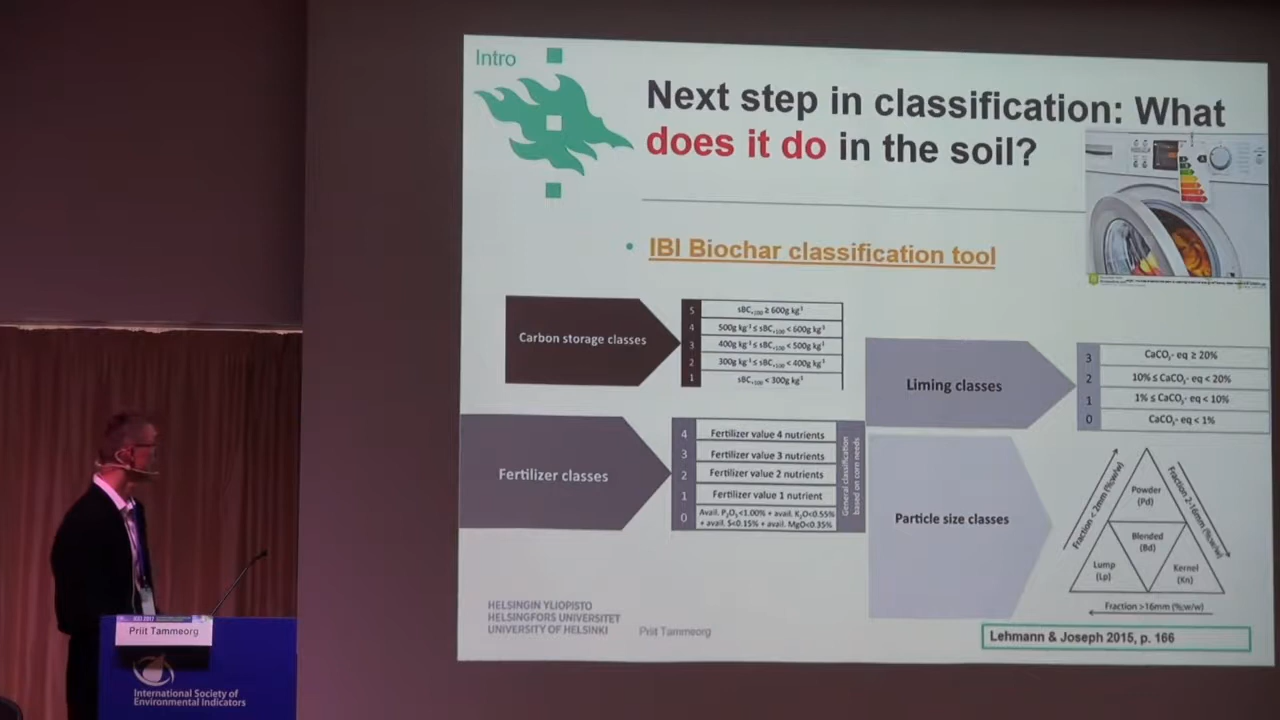 Intro
Next step in classification: What
does it do in the soil?
• IBI Biochar classification tool
Carbon storage classes
5 sBC+100 ≥ 600g kg-1
4 500g kg-1 ≤ sBC+100 < 600g kg-1
3 400g kg-1 ≤ sBC+100 < 500g kg-1
2 300g kg-1 ≤ sBC+100 < 400g kg-1
1 sBC+100 < 300g kg-1
Liming classes
3 CaCO3- eq ≥ 20%
2 10% ≤ CaCO3- eq < 20%
1 1% ≤ CaCO3- eq < 10%
0 CaCO3- eq < 1%
Fertilizer classes
4 Fertilizer value 4 nutrients
3 Fertilizer value 3 nutrients
2 Fertilizer value 2 nutrients
1 Fertilizer value 1 nutrient
0 Avail. P2O5<1.00% + avail. K2O<0.55%
+ avail. S<0.15% + avail. MgO<0.35%
General classification
based on corn needs
Particle size classes
Fraction < 2mm (%w/w)
Fraction 2-16mm (%w/w)
Powder
(Pd)
Blended
(Bd)
Lump
(Lp)
Kernel
(Kn)
Fraction >16mm (%w/w)
HELSINGIN YLIOPISTO
HELSINGFORS UNIVERSITET
UNIVERSITY OF HELSINKI
Priit Tammeorg
Lehmann & Joseph 2015, p. 166
Priit Tammeorg
International Society of
Environmental Indicators